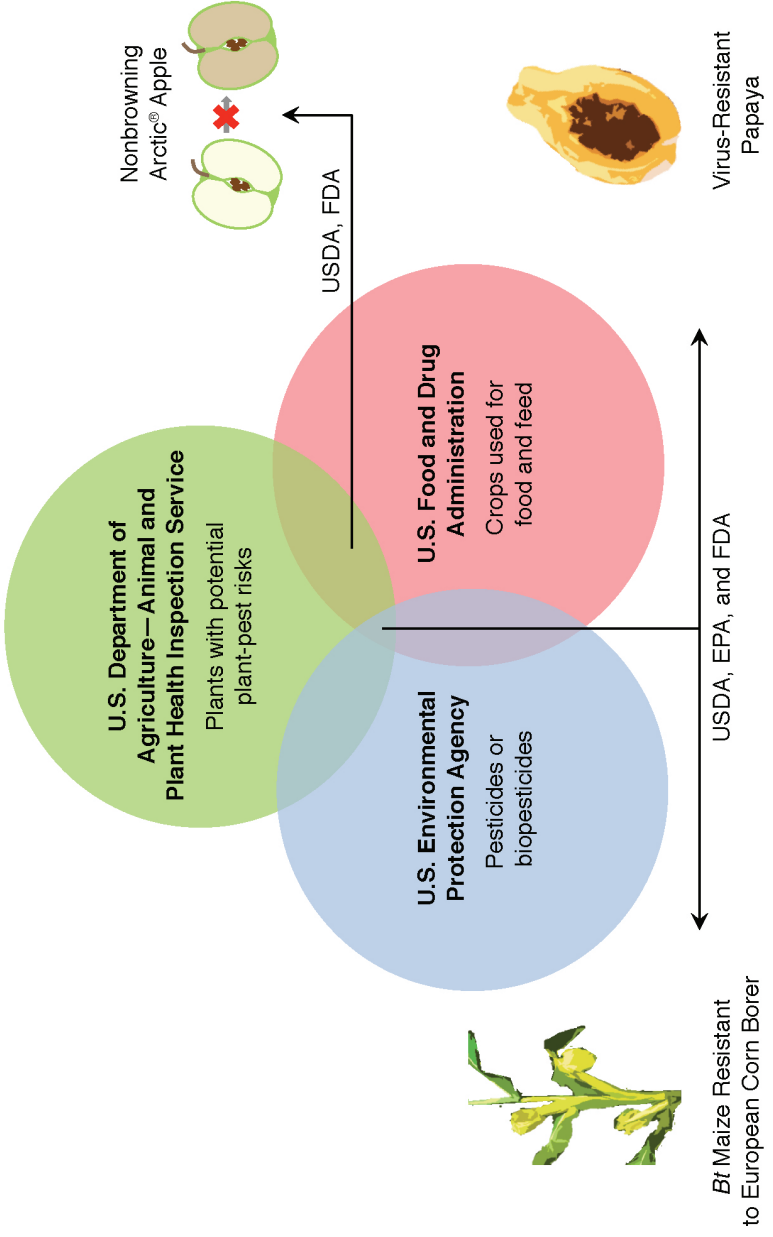 U.S. Department of
Agriculture—Animal and
Plant Health Inspection Service
Plants with potential
plant-pest risks
Nonbrowning
Arctic® Apple
USDA, FDA
U.S. Environmental
Protection Agency
Pesticides or
biopesticides
U.S. Food and Drug
Administration
Crops used for
food and feed
USDA, EPA, and FDA
Bt Maize Resistant
to European Corn Borer
Virus-Resistant
Papaya